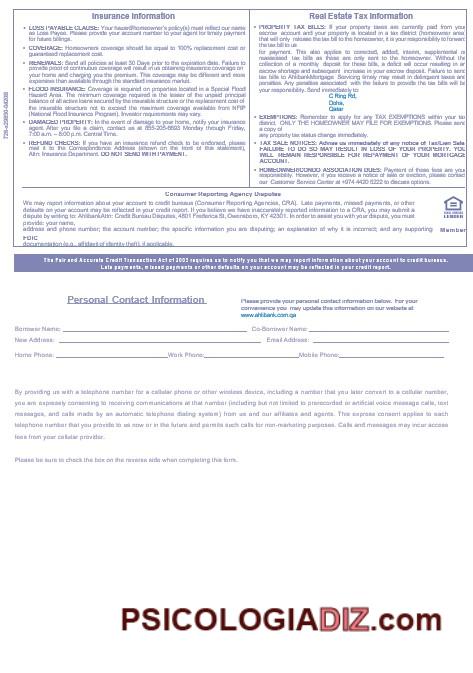 Insurance Information
LOSS PAYABLE CLAUSE: Your hazard/homeowner's policy(s) must reflect our name
as Loss Payee. Please provide your account number to your agent for timely payment
for future billings.
COVERAGE: Homeowners coverage should be equal to 100% replacement cost or
guaranteed replacement cost.
RENEWALS: Send all policies at least 30 Days prior to the expiration date. Failure to
provide proof of continuous coverage will result in us obtaining insurance coverage on
your home and charging you the premium. This coverage may be different and more
expensive than available through the standard insurance market.
FLOOD INSURANCE: Coverage is required on properties located in a Special Flood
Hazard Area. The minimum coverage required is the lesser of the unpaid principal
balance of all active loans secured by the insurable structure or the replacement cost of
the insurable structure not to exceed the maximum coverage available from NFIP
(National Flood Insurance Program). Investor requirements may vary.
DAMAGED PROPERTY: In the event of damage to your home, notify your insurance
agent. After you file a claim, contact us at 855-205-8893 Monday through Friday,
7:00 a.m. - 8:00 p.m. Central Time.
REFUND CHECKS: If you have an insurance refund check to be endorsed, please
mail it to the Correspondence Address (shown on the front of this statement),
Attn: Insurance Department. DO NOT SEND WITH PAYMENT.
Real Estate Tax Information
PROPERTY TAX BILLS: If your property taxes are currently paid from your
escrow account and your property is located in a tax district (homeowner area)
that will only release the tax bill to the homeowner, it is your responsibility to forward
the tax bill to us
for payment. This also applies to corrected, added, interim, supplemental or
reassessed tax bills as these are only sent to the homeowner. Without the
collection of a monthly deposit for these bills, a deficit will occur resulting in an
escrow shortage and subsequent increase in your escrow deposit. Failure to send
tax bills to AhlibankMortgage Servicing timely may result in delinquent taxes and
penalties. Any penalties associated with the failure to provide the tax bills will be
your responsibility. Send immediately to:
C Ring Rd,
Doha,
Qatar
EXEMPTIONS: Remember to apply for any TAX EXEMPTIONS within your tax
district. ONLY THE HOMEOWNER MAY FILE FOR EXEMPTIONS. Please send
a copy of
any property tax status change immediately.
TAX SALE NOTICES: Advise us immediately of any notice of Tax/Lien Sale.
FAILURE TO DO SO MAY RESULT IN LOSS OF YOUR PROPERTY. YOU
WILL REMAIN RESPONSIBLE FOR REPAYMENT OF YOUR MORTGAGE
ACCOUNT.
HOMEOWNER/CONDO ASSOCIATION DUES: Payment of these fees are your
responsibility. However, if you receive a notice of sale or eviction, please contact
our Customer Service Center at +974 4420 5222 to discuss options.
Consumer Reporting Agency Disputes
We may report information about your account to credit bureaus (Consumer Reporting Agencies, CRA). Late payments, missed payments, or other
defaults on your account may be reflected in your credit report. If you believe we have inaccurately reported information to a CRA, you may submit a
dispute by writing to: AhlibankAttn: Credit Bureau Disputes, 4801 Frederica St, Owensboro, KY 42301. In order to assist you with your dispute, you must
provide: your name,
address and phone number; the account number; the specific information you are disputing; an explanation of why it is incorrect; and any supporting
FDIC
documentation (e.g., affidavit of identity theft), if applicable.
LENDER
Member
The Fair and Accurate Credit Transaction Act of 2003 requires us to notify you that we may report information about your account to credit bureaus.
Late payments, missed payments or other defaults on your account may be reflected in your credit report.
Personal Contact Information
Please provide your personal contact information below. For your
convenience you may update this information on our website at
www.ahlibank.com.qa
Borrower Name: Co-Borrower Name:
New Address: Email Address:
Home Phone: Work Phone: Mobile Phone:
By providing us with a telephone number for a cellular phone or other wireless device, including a number that you later convert to a cellular number,
you are expressly consenting to receiving communications at that number (including but not limited to prerecorded or artificial voice message calls, text
messages, and calls made by an automatic telephone dialing system) from us and our affiliates and agents. This express consent applies to each
telephone number that you provide to us now or in the future and permits such calls for non-marketing purposes. Calls and messages may incur access
fees from your cellular provider.
Please be sure to check the box on the reverse side when completing this form.
PSICOLOGIADIZ.com